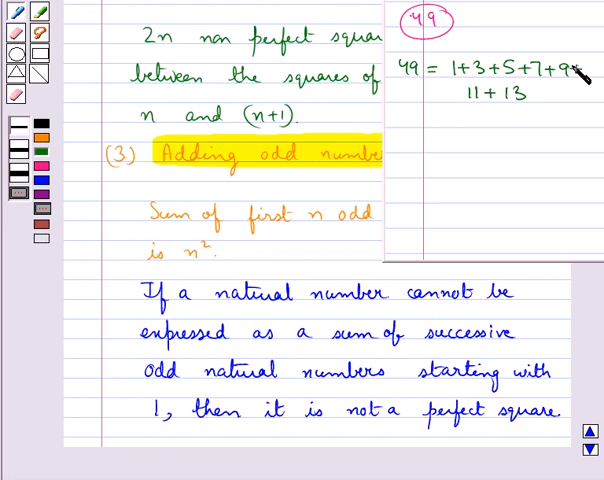 2n non perfect squar
between the squares of
n and (n+1).
(3) Adding odd number
Sum of first n odd
is n².
If a natural number cannot be
expressed as a sum of successive
odd natural numbers starting with
1, then it is not a perfect square.
49
49 = 1+3+5+7+9+
11+13